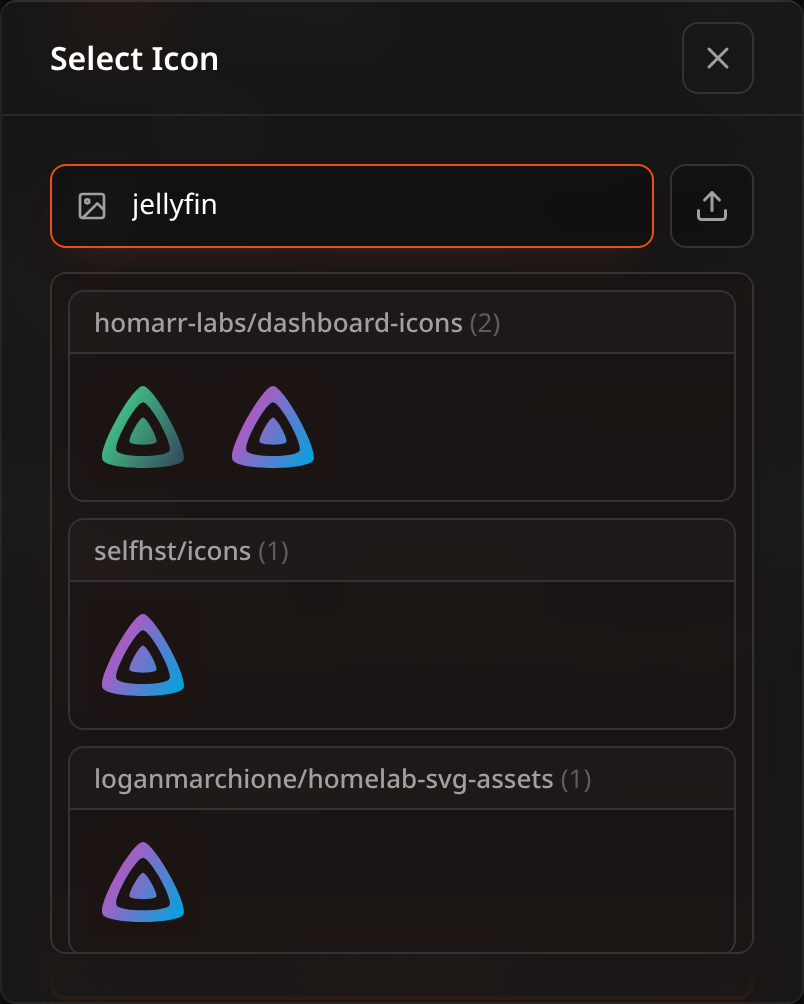 Select Icon
jellyfin
homarr-labs/dashboard-icons (2)
selfhst/icons (1)
loganmarchione/homelab-svg-assets (1)